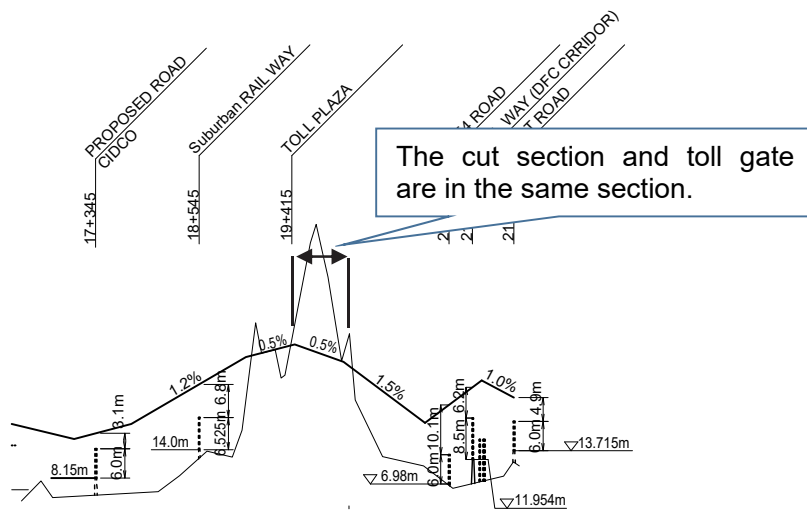 PROPOSED ROAD
CIDCO
17+345
Suburban RAIL WAY
18+545
TOLL PLAZA
19+415
ROAD
WAY (DFC CRRIDOR)
ROAD
21
The cut section and toll gate
are in the same section.
1.2%
0.5%
0.5%
1.5%
1.0%
3.1m
6.0m
8.15m
6.8m
6.525m
14.0m
10.1m
6.0m
6.98m
6.2m
8.5m
11.954m
4.9m
6.0m
13.715m